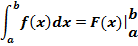 ∫_a^b f(x)dx = F(x)|_a^b